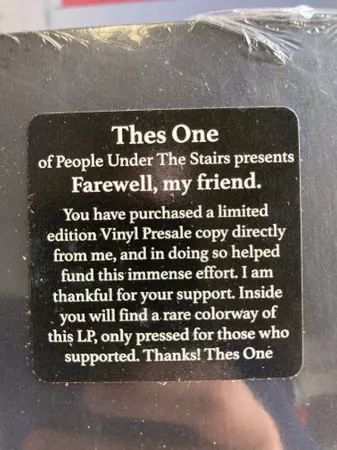 Thes One
of People Under The Stairs presents
Farewell, my friend.
You have purchased a limited
edition Vinyl Presale copy directly
from me, and in doing so helped
fund this immense effort. I am
thankful for your support. Inside
you will find a rare colorway of
this LP, only pressed for those who
supported. Thanks! Thes One